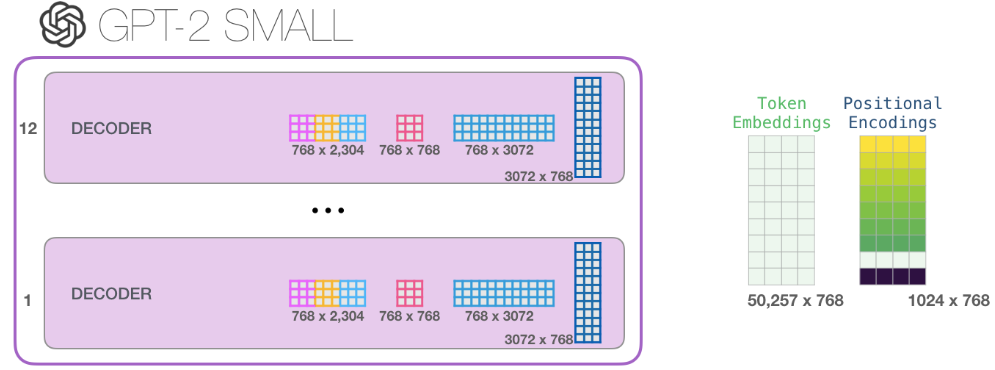 GPT-2 SMALL
12
DECODER
768 x 2,304
768 x 768
768 x 3072
3072 x 768
...
1
DECODER
768 x 2,304
768 x 768
768 x 3072
3072 x 768
Token
Embeddings
50,257 x 768
Positional
Encodings
1024 x 768